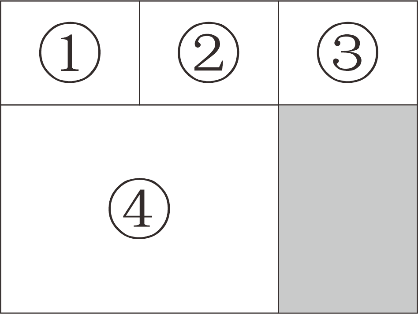 ① ② ③
④